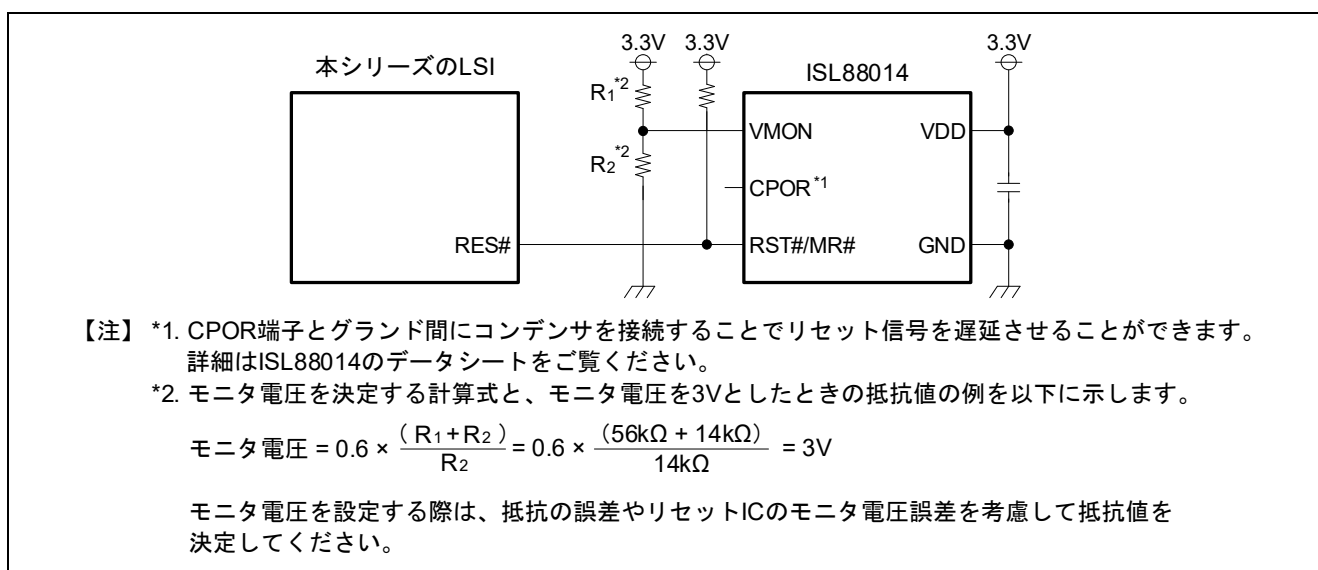 3.3V 3.3V 3.3V
本シリーズのLSI ISL88014
R1*2
VMON VDD
R2*2
CPOR*1
RES# RST#/MR# GND
【注】 *1. CPOR端子とグランド間にコンデンサを接続することでリセット信号を遅延させることができます。
詳細はISL88014のデータシートをご覧ください。
*2. モニタ電圧を決定する計算式と、モニタ電圧を3Vとしたときの抵抗値の例を以下に示します。
モニタ電圧 = 0.6 × (R1+R2)/R2 = 0.6 × (56kΩ + 14kΩ)/14kΩ = 3V
モニタ電圧を設定する際は、抵抗の誤差やリセットICのモニタ電圧誤差を考慮して抵抗値を
決定してください。